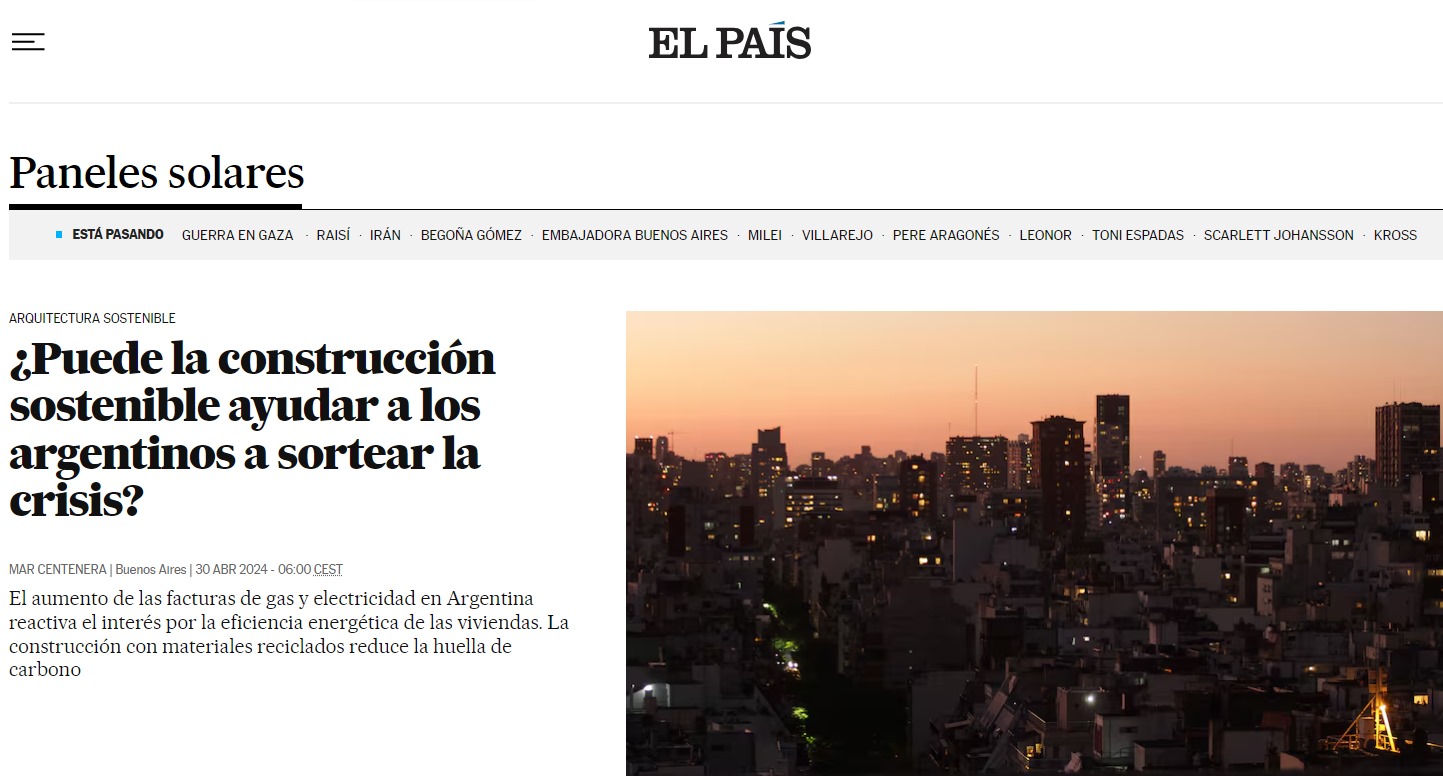 EL PAÍS
Paneles solares
ESTÁ PASANDO GUERRA EN GAZA · RAISÍ · IRÁN · BEGOÑA GÓMEZ · EMBAJADORA BUENOS AIRES · MILEI · VILLAREJO · PERE ARAGONÉS · LEONOR · TONI ESPADAS · SCARLETT JOHANSSON · KROSS
ARQUITECTURA SOSTENIBLE
¿Puede la construcción
sostenible ayudar a los
argentinos a sortear la
crisis?
MAR CENTENERA | Buenos Aires | 30 ABR 2024 - 06:00 CEST
El aumento de las facturas de gas y electricidad en Argentina
reactiva el interés por la eficiencia energética de las viviendas. La
construcción con materiales reciclados reduce la huella de
carbono